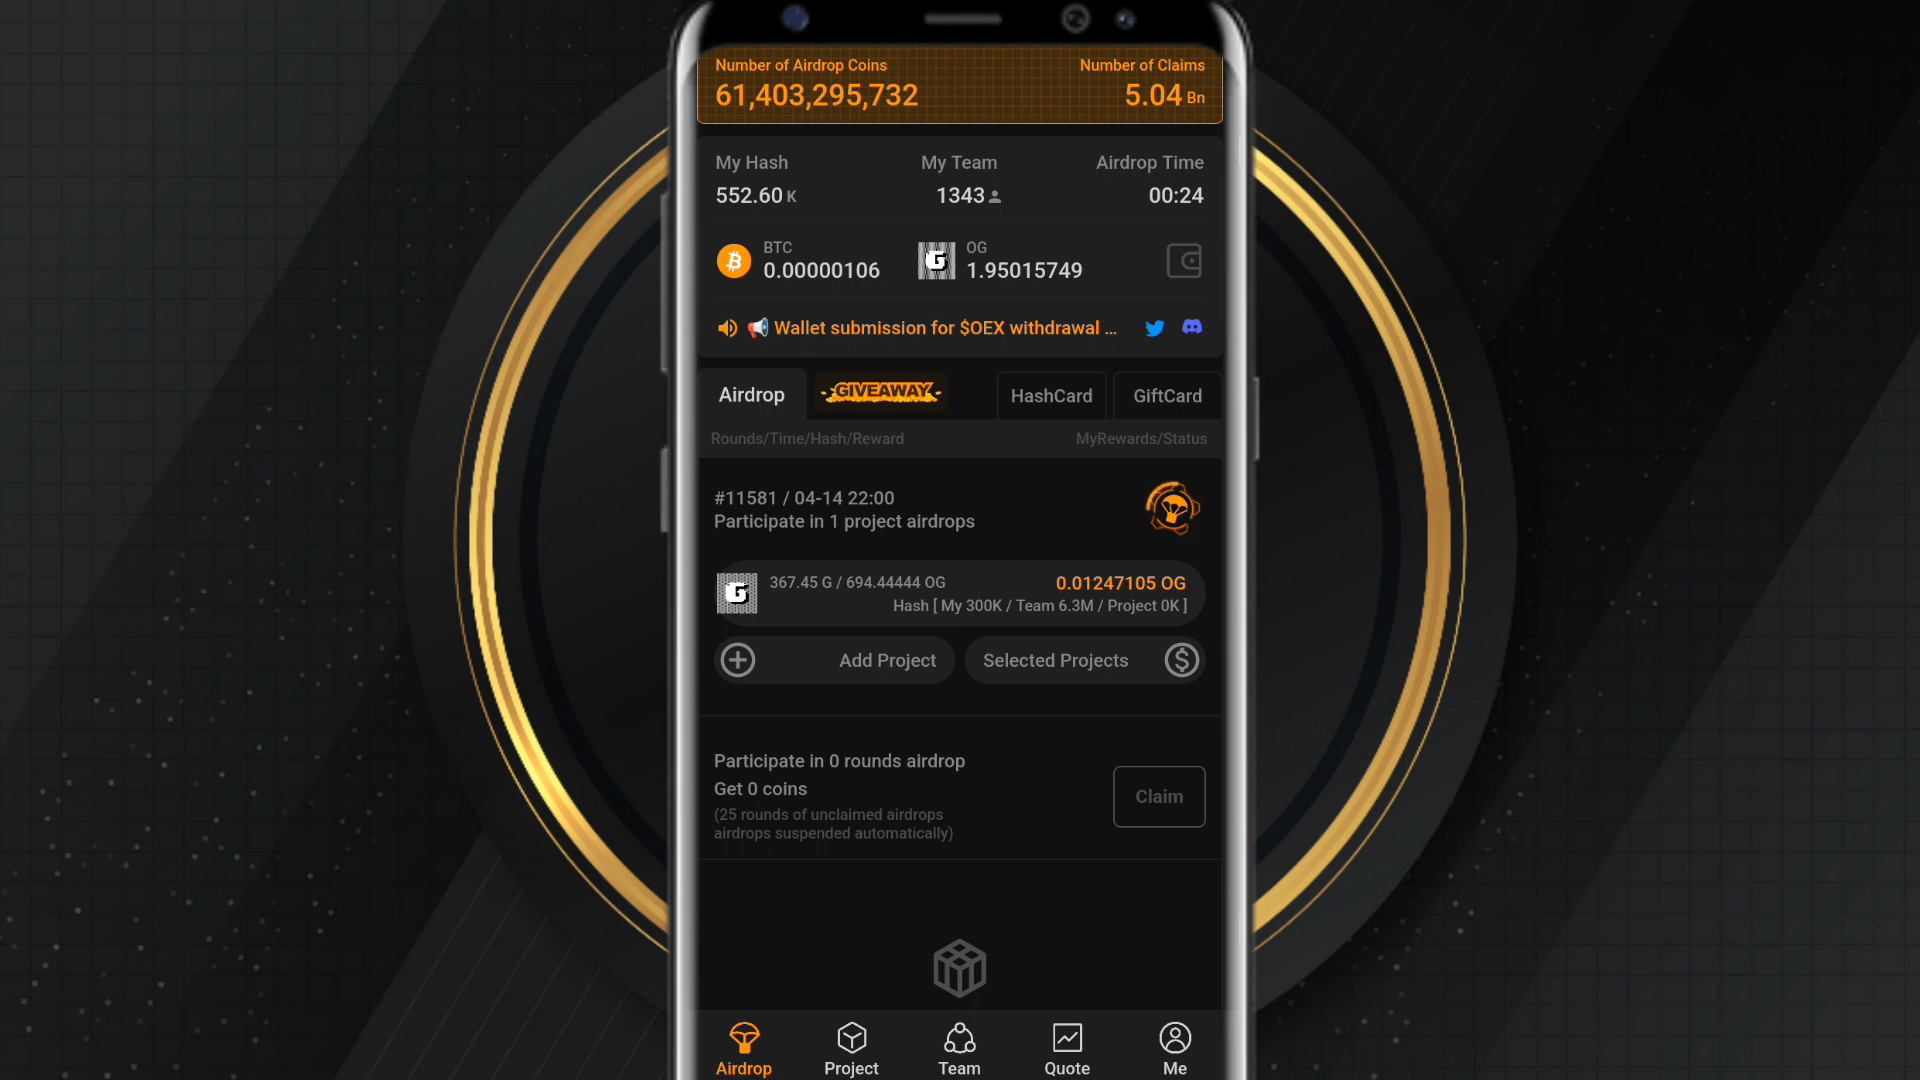 Number of Airdrop Coins
Number of Claims
61,403,295,732
5.04 Bn
My Hash
My Team
Airdrop Time
552.60 K
1343
00:24
BTC
0.00000106
OG
1.95015749
Wallet submission for $OEX withdrawal ...
Airdrop
GIVEAWAY
HashCard
GiftCard
Rounds/Time/Hash/Reward
MyRewards/Status
#11581 / 04-14 22:00
Participate in 1 project airdrops
G
367.45 G / 694.44444 OG
0.01247105 OG
Hash [ My 300K / Team 6.3M / Project 0K ]
Add Project
Selected Projects
Participate in 0 rounds airdrop
Get 0 coins
(25 rounds of unclaimed airdrops
airdrops suspended automatically)
Claim
Airdrop
Project
Team
Quote
Me